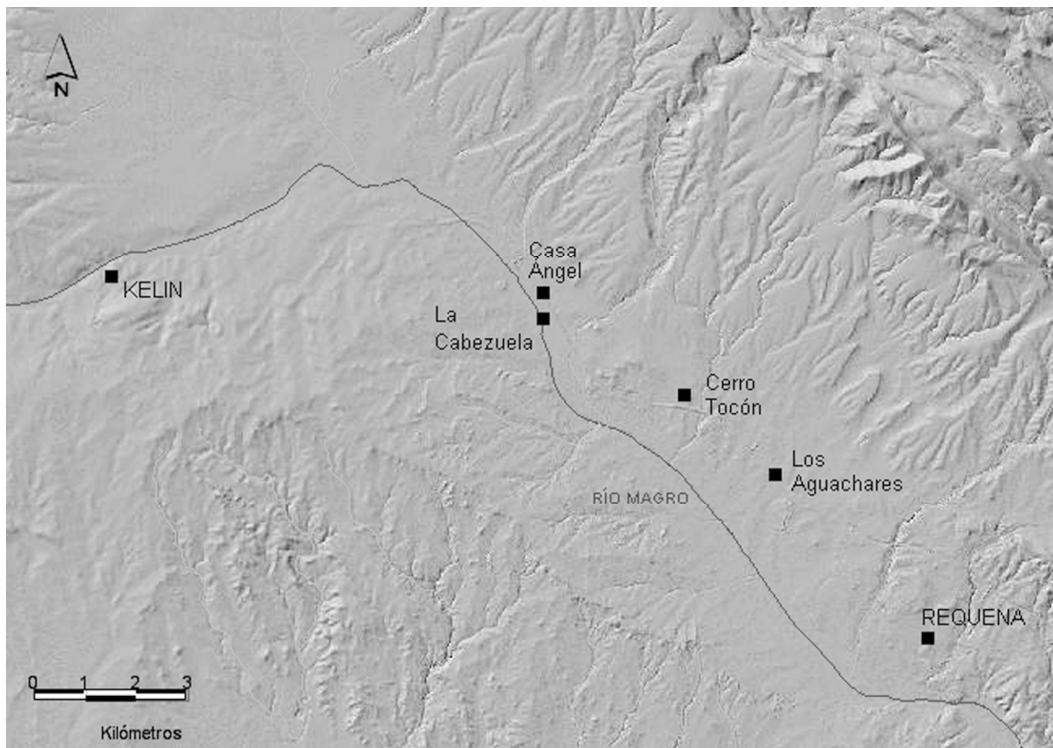 N
Casa
Ángel
KELIN
La
Cabezuela
Cerro
Tocón
Los
Aguachares
RÍO MAGRO
REQUENA
0 1 2 3
Kilómetros